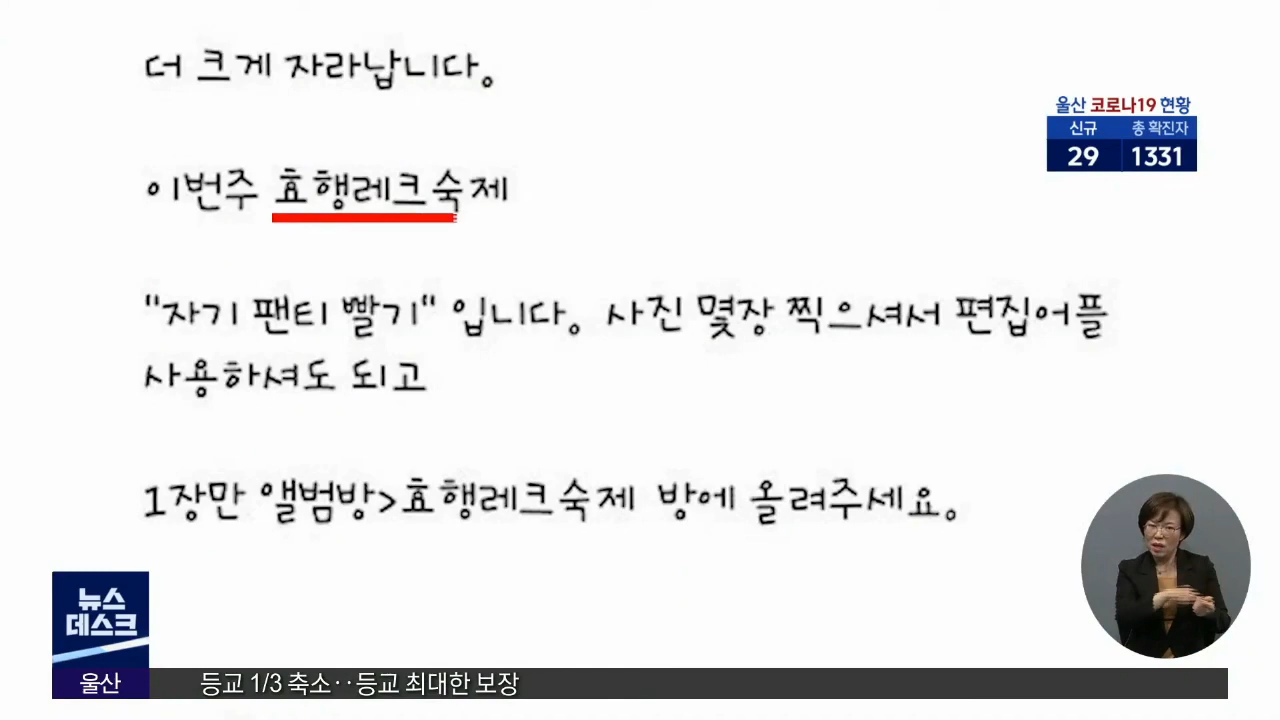 더 크게 자라납니다。
울산 코로나19 현황
신규 총 확진자
29 1331
이번주 효행레크숙제
"자기 팬티 빨기" 입니다。 사진 몇장 찍으셔서 편집어플
사용하셔도 되고
1장만 앨범방>효행레크숙제 방에 올려주세요。
뉴스
데스크
울산 등교 1/3 축소‥등교 최대한 보장